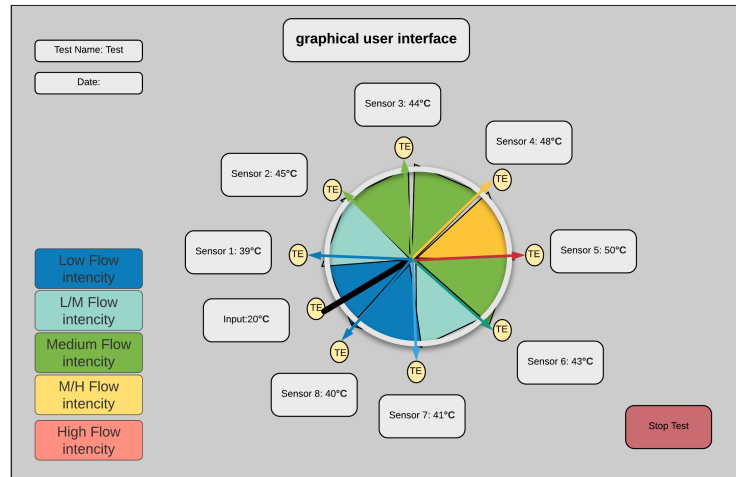 graphical user interface
Test Name: Test
Date:
Sensor 3: 44°C
Sensor 4: 48°C
TE
Sensor 2: 45°C
TE
TE
Sensor 1: 39°C
TE
TE
Sensor 5: 50°C
Low Flow
intencity
L/M Flow
intencity
Medium Flow
intencity
M/H Flow
intencity
High Flow
intencity
Input:20°C
TE
TE
TE
TE
Sensor 6: 43°C
Sensor 8: 40°C
Sensor 7: 41°C
Stop Test